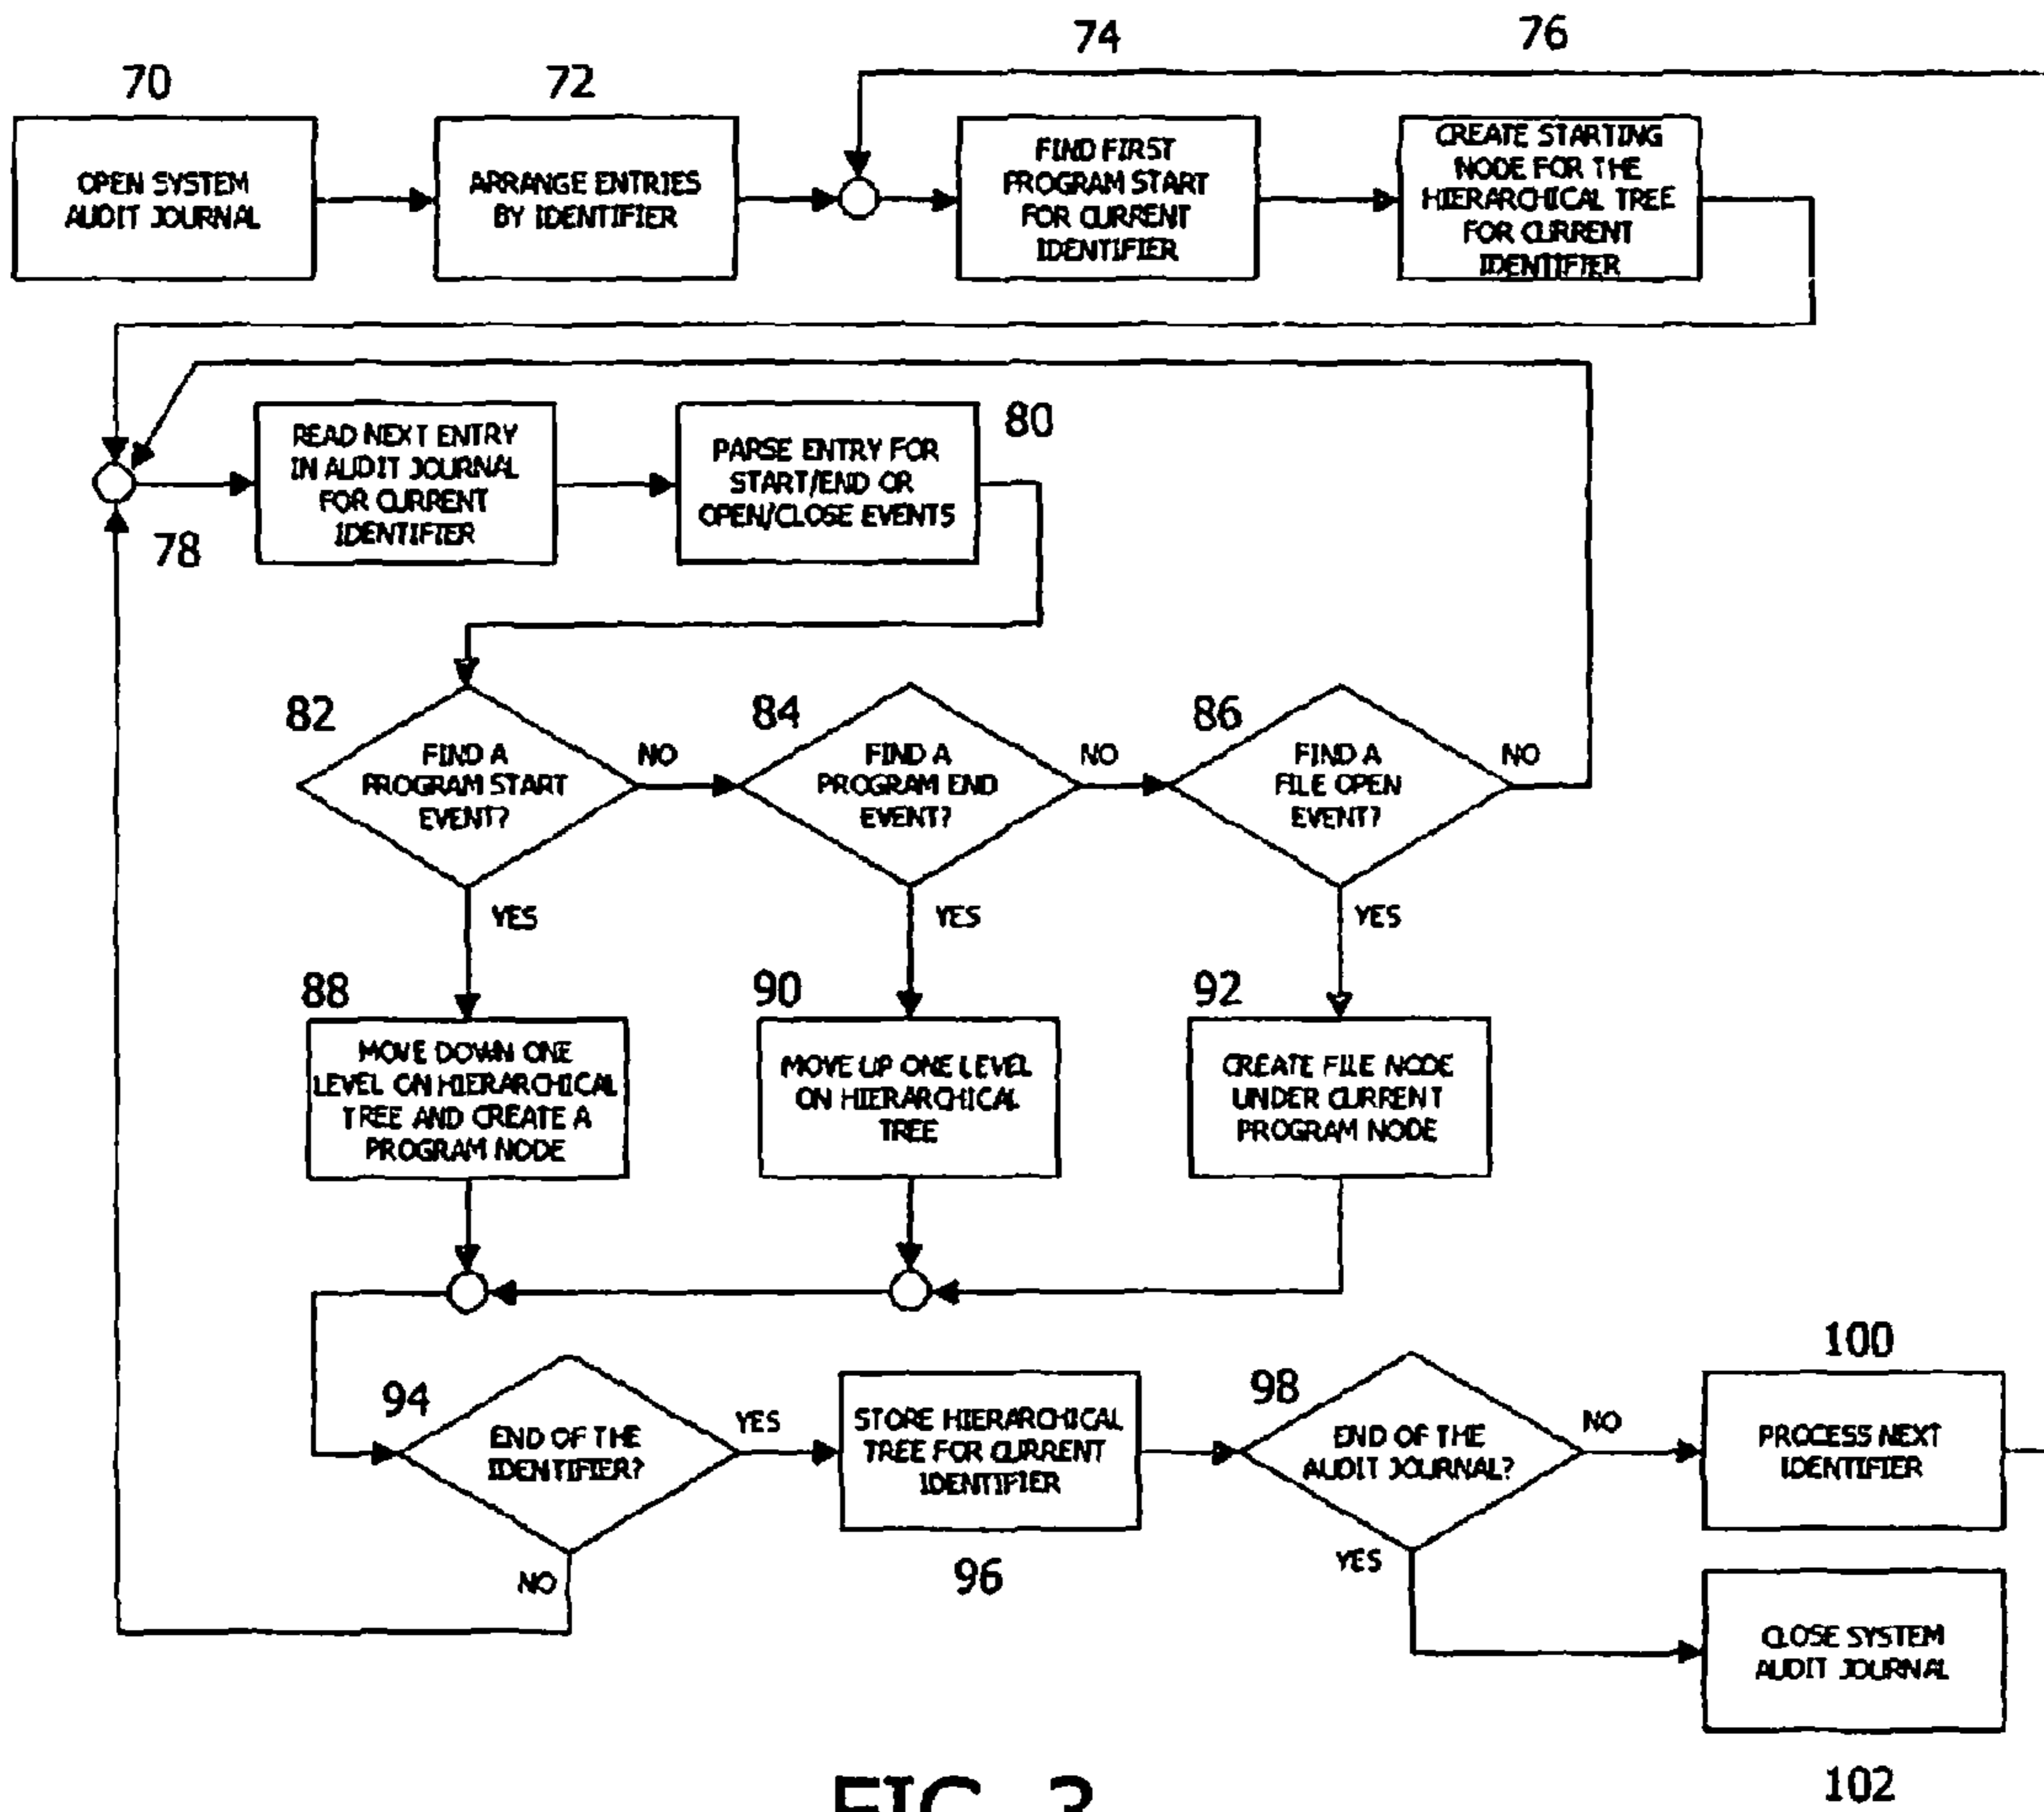 70
72
74
76
OPEN SYSTEM
AUDIT JOURNAL
ARRANGE ENTRIES
BY IDENTIFIER
FIND FIRST
PROGRAM START
FOR CURRENT
IDENTIFIER
CREATE STARTING
NODE FOR THE
HIERARCHICAL TREE
FOR CURRENT
IDENTIFIER
78
READ NEXT ENTRY
IN AUDIT JOURNAL
FOR CURRENT
IDENTIFIER
80
PARSE ENTRY FOR
START/END OR
OPEN/CLOSE EVENTS
82
FIND A
PROGRAM START
EVENT?
NO
YES
84
FIND A
PROGRAM END
EVENT?
NO
YES
86
FIND A
FILE OPEN
EVENT?
NO
YES
88
MOVE DOWN ONE
LEVEL ON HIERARCHICAL
TREE AND CREATE A
PROGRAM NODE
90
MOVE UP ONE LEVEL
ON HIERARCHICAL
TREE
92
CREATE FILE NODE
UNDER CURRENT
PROGRAM NODE
94
END OF THE
IDENTIFIER?
YES
NO
STORE HIERARCHICAL
TREE FOR CURRENT
IDENTIFIER
96
98
END OF THE
AUDIT JOURNAL?
NO
YES
100
PROCESS NEXT
IDENTIFIER
CLOSE SYSTEM
AUDIT JOURNAL
102